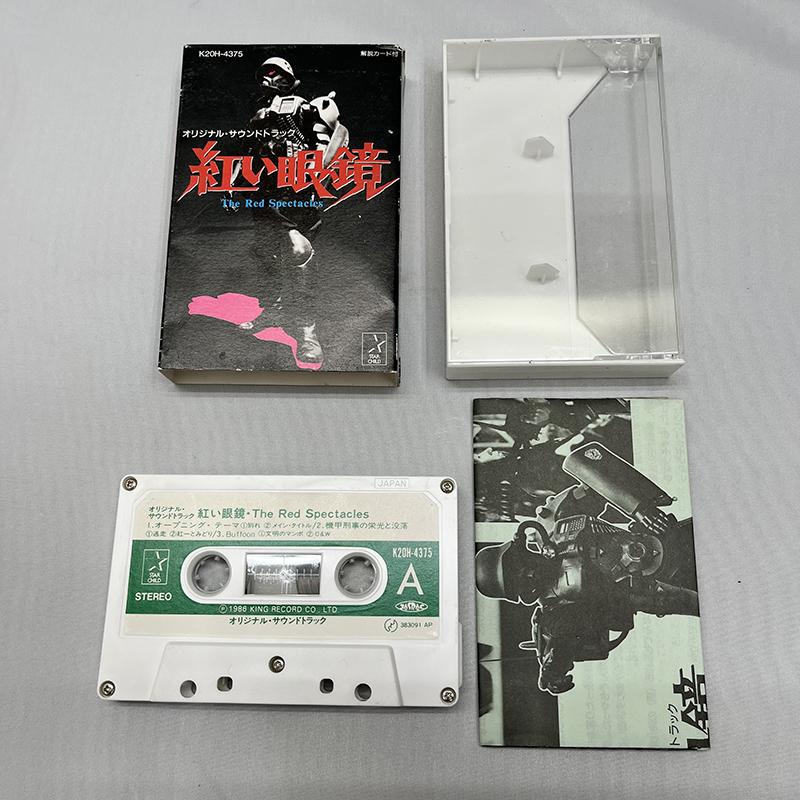 K20H-4375
解説カード付
オリジナル・サウンドトラック
紅い眼鏡
The Red Spectacles
STAR
CHILD
JAPAN
オリジナル・
サウンドトラック 紅い眼鏡・The Red Spectacles
1.オープニング・テーマ①別れ ②メイン・タイトル/2.機甲刑事の栄光と没落
①逃走 ②紅一とみどり/3.Buffoon ①文明のマンボ ②C&W
K20H-4375
STAR
CHILD
STEREO
A
Ⓟ1986 KING RECORD CO., LTD
オリジナル・サウンドトラック
383091 AP
トラック
鏡